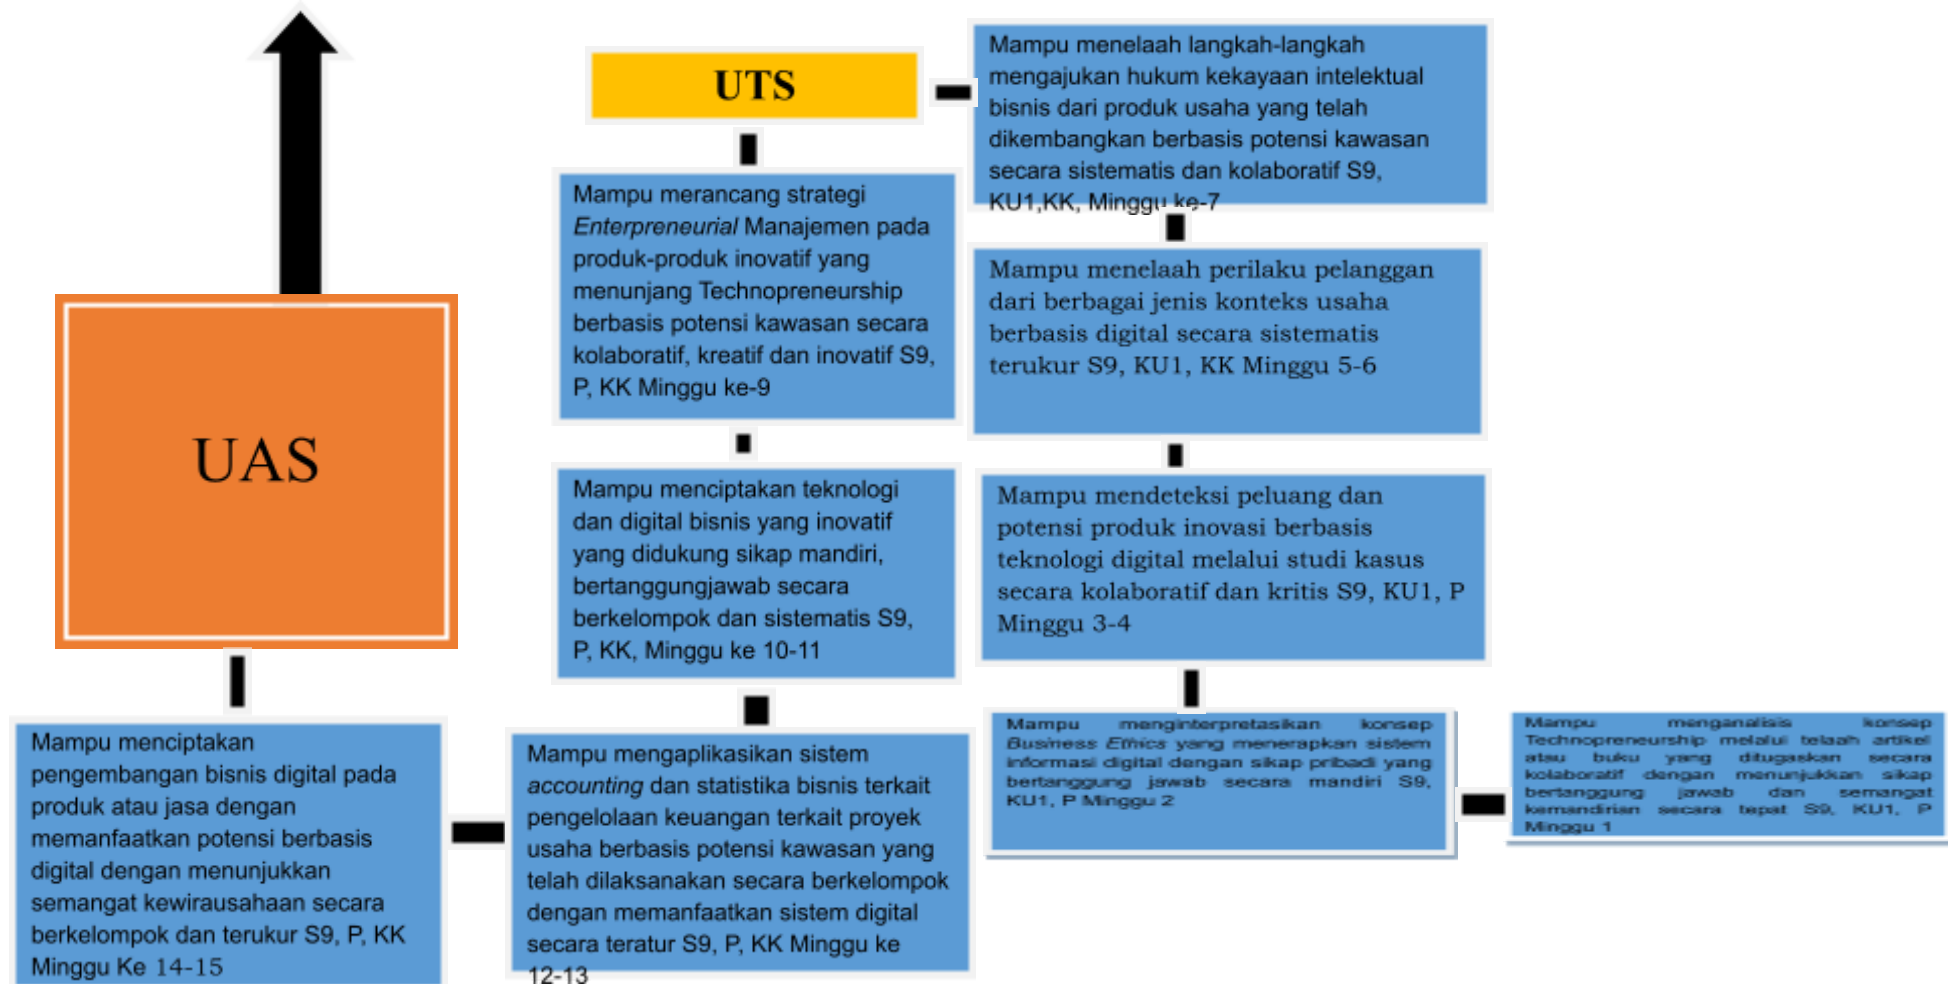 UTS
Mampu menelaah langkah-langkah
mengajukan hukum kekayaan intelektual
bisnis dari produk usaha yang telah
dikembangkan berbasis potensi kawasan
secara sistematis dan kolaboratif S9,
KU1,KK, Minggu ke-7
Mampu merancang strategi
Enterpreneurial Manajemen pada
produk-produk inovatif yang
menunjang Technopreneurship
berbasis potensi kawasan secara
kolaboratif, kreatif dan inovatif S9,
P, KK Minggu ke-9
Mampu menelaah perilaku pelanggan
dari berbagai jenis konteks usaha
berbasis digital secara sistematis
terukur S9, KU1, KK Minggu 5-6
UAS
Mampu menciptakan teknologi
dan digital bisnis yang inovatif
yang didukung sikap mandiri,
bertanggungjawab secara
berkelompok dan sistematis S9,
P, KK, Minggu ke 10-11
Mampu mendeteksi peluang dan
potensi produk inovasi berbasis
teknologi digital melalui studi kasus
secara kolaboratif dan kritis S9, KU1, P
Minggu 3-4
Mampu menciptakan
pengembangan bisnis digital pada
produk atau jasa dengan
memanfaatkan potensi berbasis
digital dengan menunjukkan
semangat kewirausahaan secara
berkelompok dan terukur S9, P, KK
Minggu Ke 14-15
Mampu mengaplikasikan sistem
accounting dan statistika bisnis terkait
pengelolaan keuangan terkait proyek
usaha berbasis potensi kawasan yang
telah dilaksanakan secara berkelompok
dengan memanfaatkan sistem digital
secara teratur S9, P, KK Minggu ke
12-13
Mampu menginterpretasikan konsep
Business Ethics yang menerapkan sistem
informasi digital dengan sikap pribadi yang
bertanggung jawab secara mandiri S9,
KU1, P Minggu 2
Mampu menganalisis konsep
Technopreneurship melalui telaah artikel
atau buku yang ditugaskan secara
kolaboratif dengan menunjukkan sikap
bertanggung jawab dan semangat
kemandirian secara tepat S9, KU1, P
Minggu 1